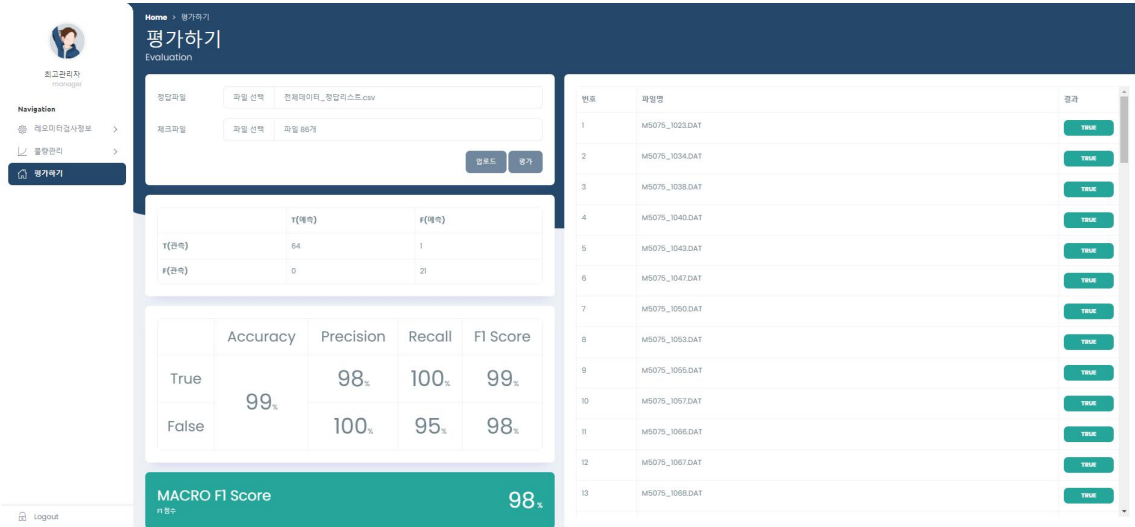 최고관리자
manager
Navigation
레오미터검사정보 >
불량관리 >
평가하기
Logout
Home > 평가하기
평가하기
Evaluation
정답파일 파일 선택 전체데이터_정답리스트.csv
체크파일 파일 선택 파일 86개
업로드 평가
T(예측) F(예측)
T(관측) 64 1
F(관측) 0 21
Accuracy Precision Recall F1 Score
True 99% 98% 100% 99%
False 100% 95% 98%
MACRO F1 Score 98%
F1 점수
번호 파일명 결과
1 M5075_1023.DAT TRUE
2 M5075_1034.DAT TRUE
3 M5075_1038.DAT TRUE
4 M5075_1040.DAT TRUE
5 M5075_1043.DAT TRUE
6 M5075_1047.DAT TRUE
7 M5075_1050.DAT TRUE
8 M5075_1053.DAT TRUE
9 M5075_1055.DAT TRUE
10 M5075_1057.DAT TRUE
11 M5075_1066.DAT TRUE
12 M5075_1067.DAT TRUE
13 M5075_1068.DAT TRUE